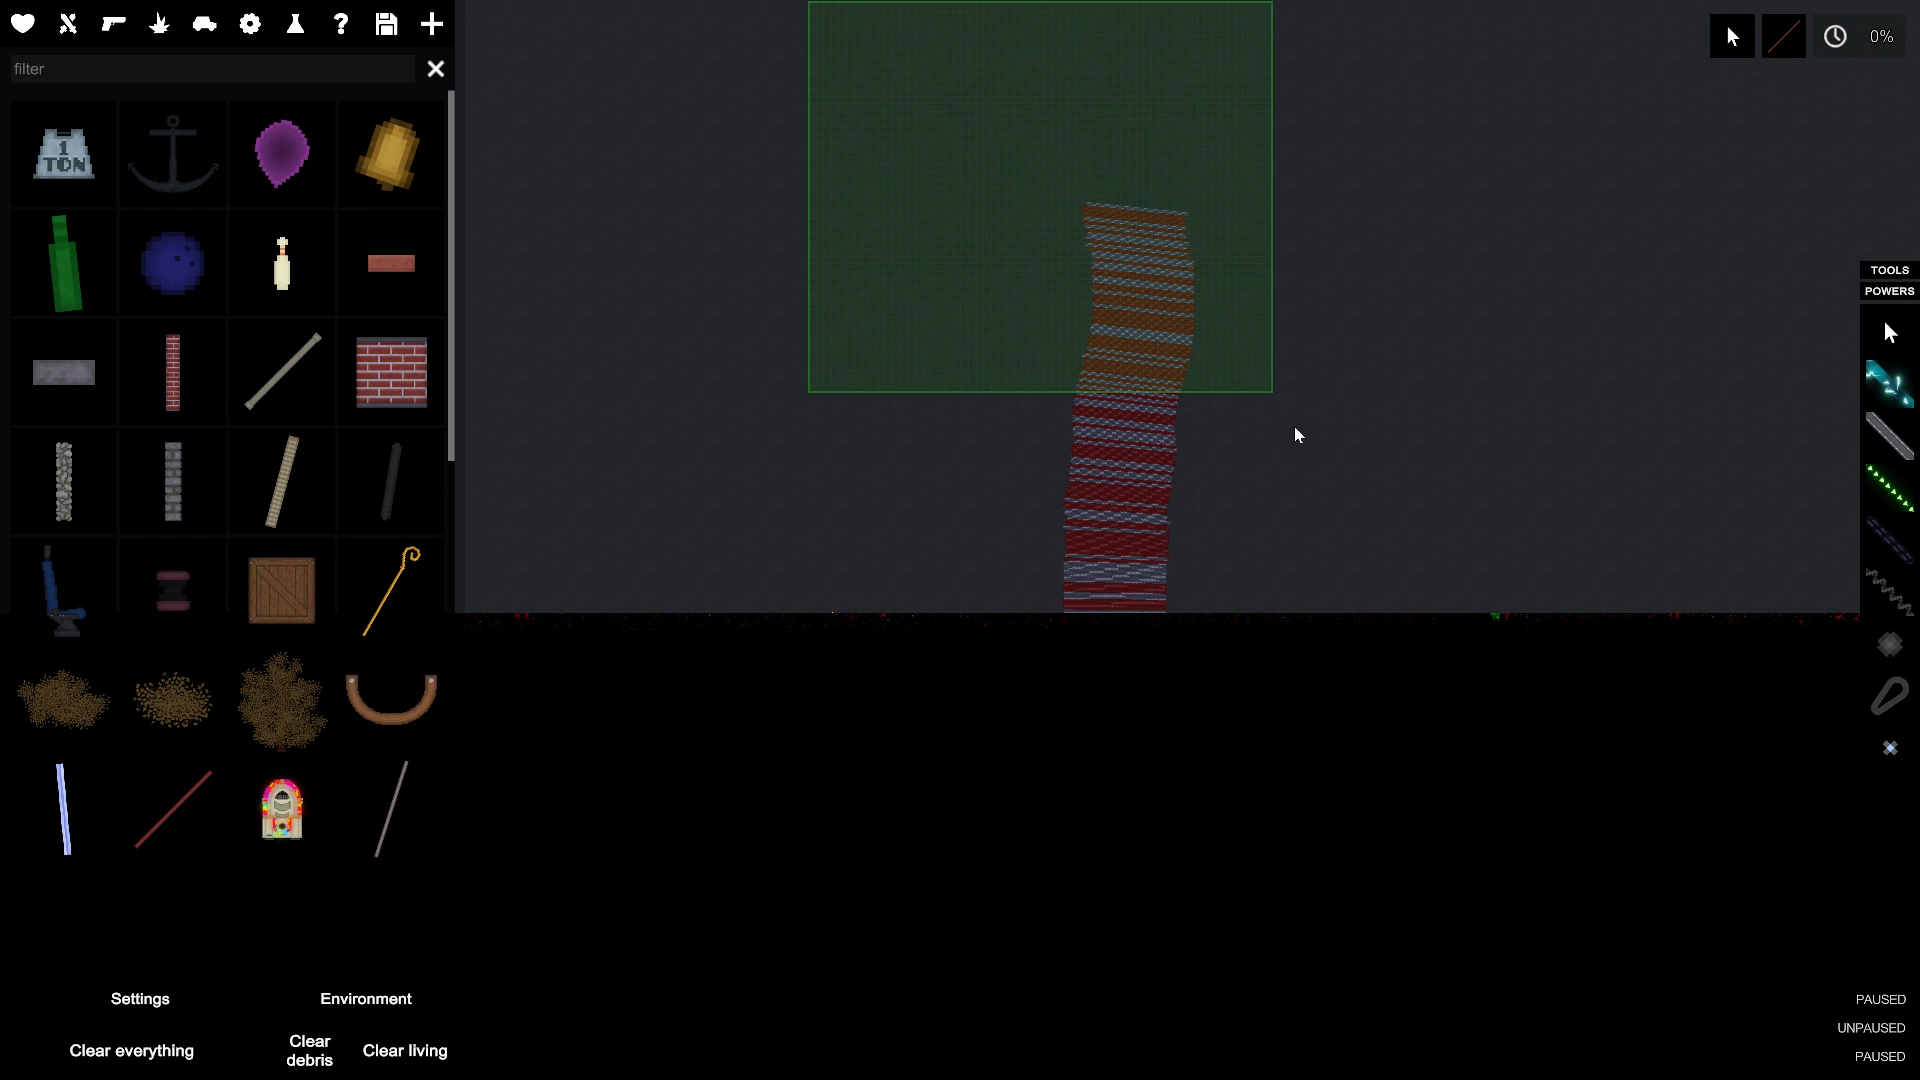 filter
0%
1
TON
TOOLS
POWERS
Settings
Environment
Clear everything
Clear
debris
Clear living
PAUSED
UNPAUSED
PAUSED